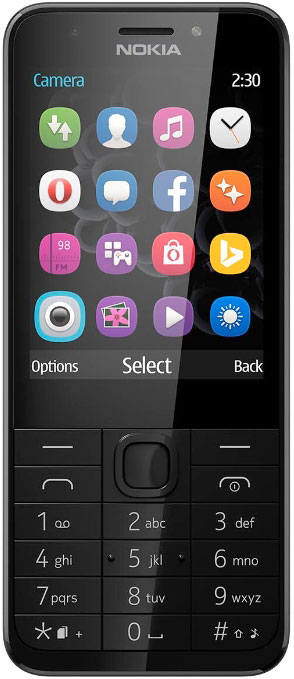 NOKIA
Camera 2:30
98
FM
Options Select Back
1 2 abc 3 def
4 ghi 5 jkl 6 mno
7 pqrs 8 tuv 9 wxyz
* + 0 #